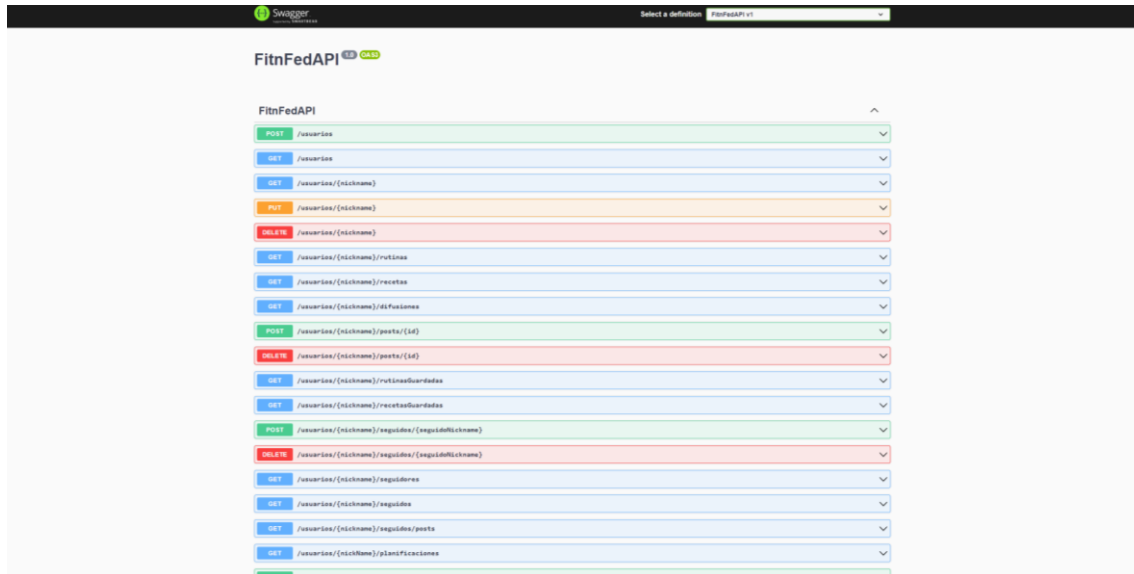 Swagger
Select a definition FitnFedAPI v1
FitnFedAPI 1.0 OAS3
FitnFedAPI
POST /usuarios
GET /usuarios
GET /usuarios/{nickname}
PUT /usuarios/{nickname}
DELETE /usuarios/{nickname}
GET /usuarios/{nickname}/rutinas
GET /usuarios/{nickname}/recetas
GET /usuarios/{nickname}/difusiones
POST /usuarios/{nickname}/posts/{id}
DELETE /usuarios/{nickname}/posts/{id}
GET /usuarios/{nickname}/rutinasGuardadas
GET /usuarios/{nickname}/recetasGuardadas
POST /usuarios/{nickname}/seguidos/{seguidoNickname}
DELETE /usuarios/{nickname}/seguidos/{seguidoNickname}
GET /usuarios/{nickname}/seguidores
GET /usuarios/{nickname}/seguidos
GET /usuarios/{nickname}/seguidos/posts
GET /usuarios/{nickName}/planificaciones